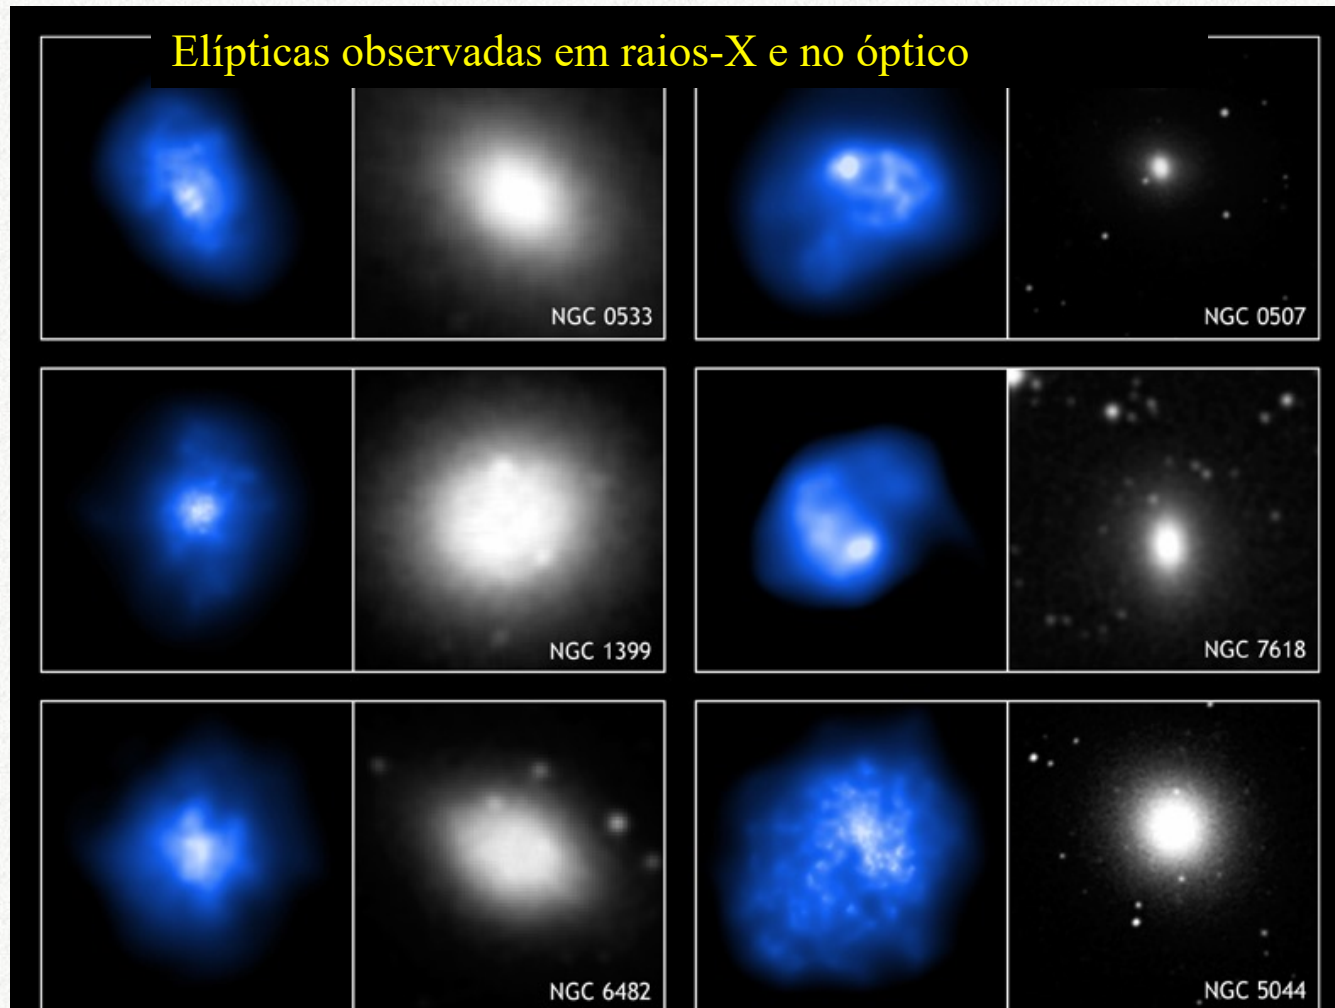 Elípticas observadas em raios-X e no óptico
NGC 0533
NGC 0507
NGC 1399
NGC 7618
NGC 6482
NGC 5044